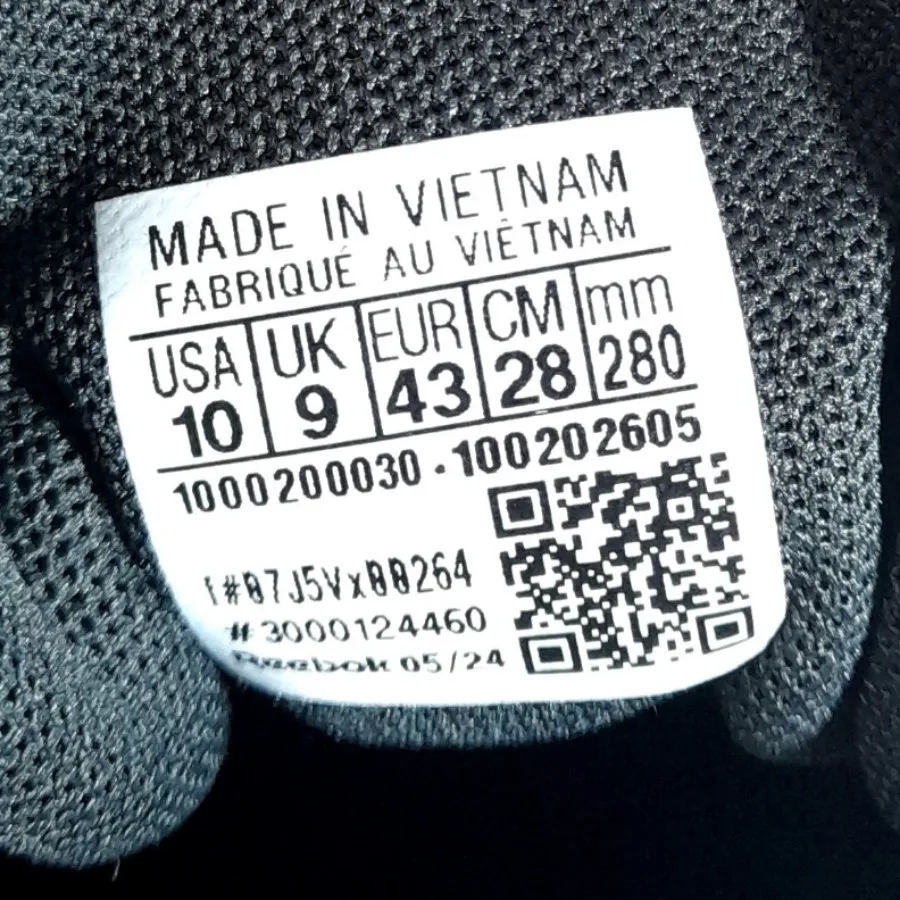 MADE IN VIETNAM
FABRIQUÉ AU VIÊTNAM
USA UK EUR CM mm
10 9 43 28 280
1000200030 - 100202605
#07J5Vx00264
#3000124460
Reebok 05/24